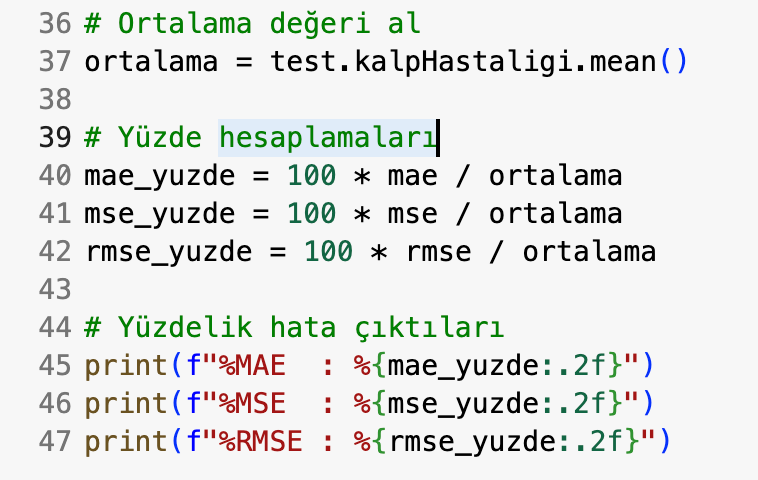 36 # Ortalama değeri al
37 ortalama = test.kalpHastaligi.mean()
38
39 # Yüzde hesaplamaları
40 mae_yuzde = 100 * mae / ortalama
41 mse_yuzde = 100 * mse / ortalama
42 rmse_yuzde = 100 * rmse / ortalama
43
44 # Yüzdelik hata çıktıları
45 print(f"%MAE  : %{mae_yuzde:.2f}")
46 print(f"%MSE  : %{mse_yuzde:.2f}")
47 print(f"%RMSE : %{rmse_yuzde:.2f}")